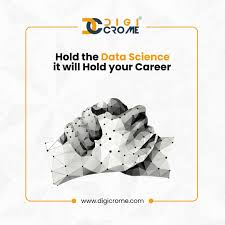 DIGI
CROME
Hold the Data Science
it will Hold your Career
www.digicrome.com